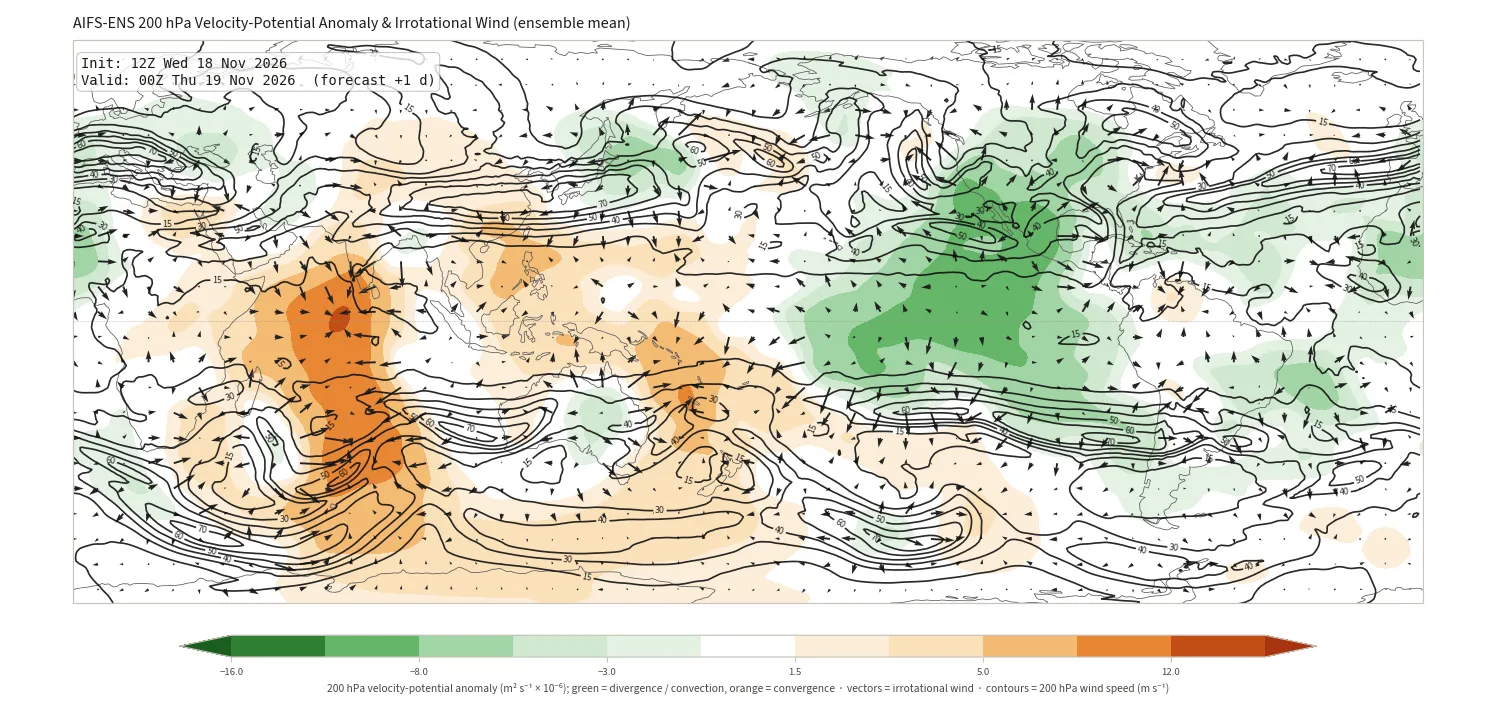 AIFS-ENS 200 hPa Velocity-Potential Anomaly & Irrotational Wind (ensemble mean)
Init: 12Z Wed 18 Nov 2026
Valid: 00Z Thu 19 Nov 2026  (forecast +1 d)
−16.0 −8.0 −3.0 1.5 5.0 12.0
200 hPa velocity-potential anomaly (m² s⁻¹ × 10⁻⁶); green = divergence / convection, orange = convergence · vectors = irrotational wind · contours = 200 hPa wind speed (m s⁻¹)